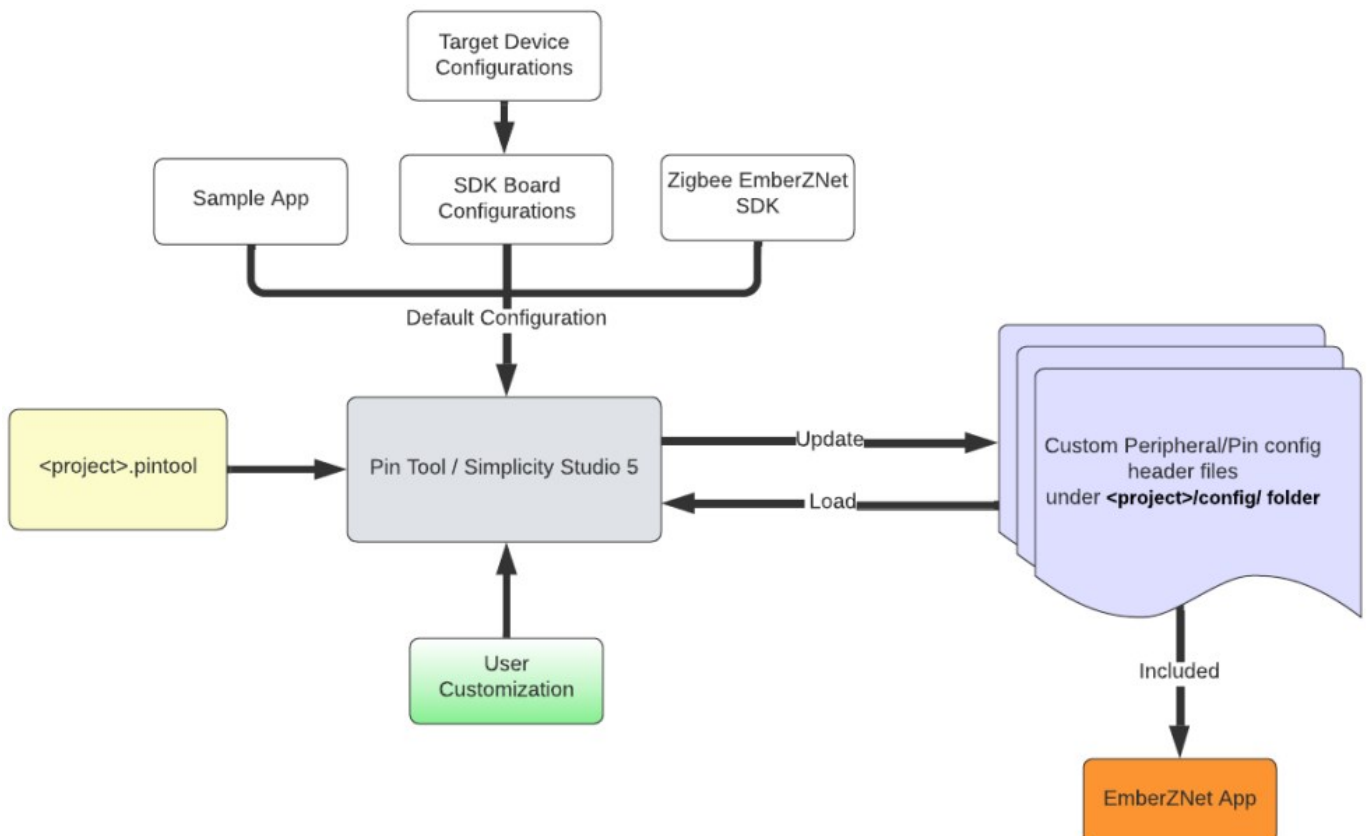 Target Device
Configurations
Sample App
SDK Board
Configurations
Zigbee EmberZNet
SDK
Default Configuration
<project>.pintool
Pin Tool / Simplicity Studio 5
Update
Load
Custom Peripheral/Pin config
header files
under <project>/config/ folder
User
Customization
Included
EmberZNet App